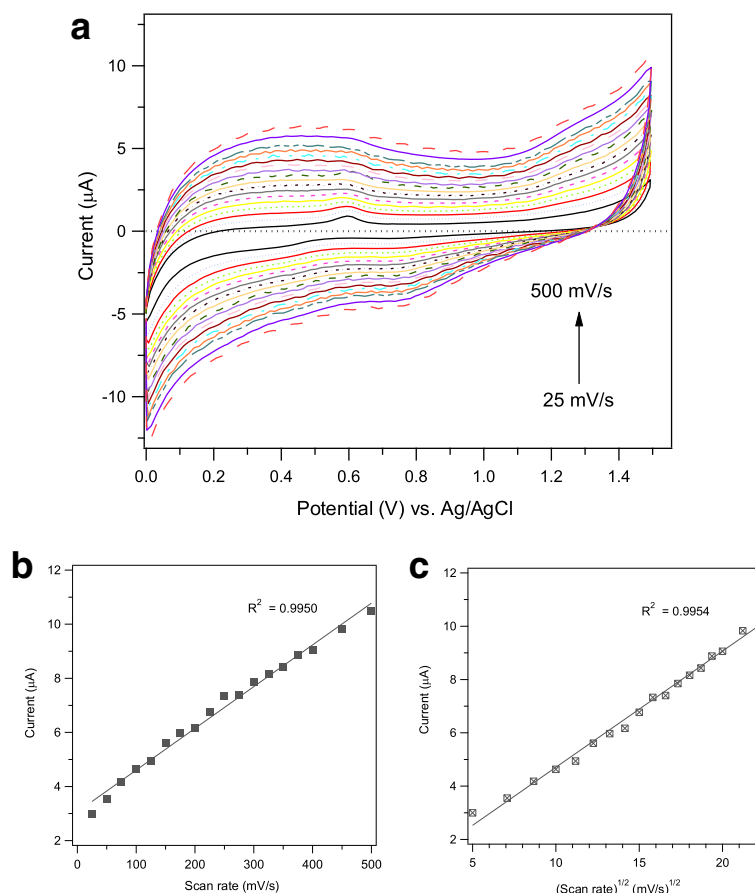 a
10
5
0
-5
-10
Current (μA)
500 mV/s
25 mV/s
0.0 0.2 0.4 0.6 0.8 1.0 1.2 1.4
Potential (V) vs. Ag/AgCl
b
12
10
8
6
4
2
Current (μA)
R² = 0.9950
0 100 200 300 400 500
Scan rate (mV/s)
c
12
10
8
6
4
2
Current (μA)
R² = 0.9954
5 10 15 20
(Scan rate)^1/2 (mV/s)^1/2